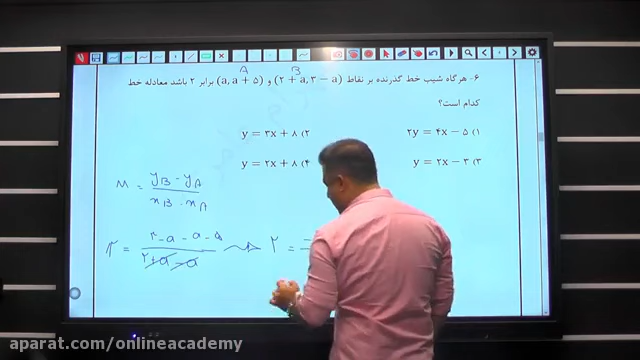 A B
۶- هرگاه شیب خط گذرنده بر نقاط (۲ + a, ۳ − a) و (a, a + ۵) برابر ۲ باشد معادله خط
کدام است؟
۱) ۲y = ۴x − ۵ ۲) y = ۳x + ۸
۳) y = ۲x − ۳ ۴) y = ۲x + ۸
m = yB - yA / xB - xA
۲ = ۳-a-a-۵ / ۲+a-a ۲ =
aparat.com/onlineacademy